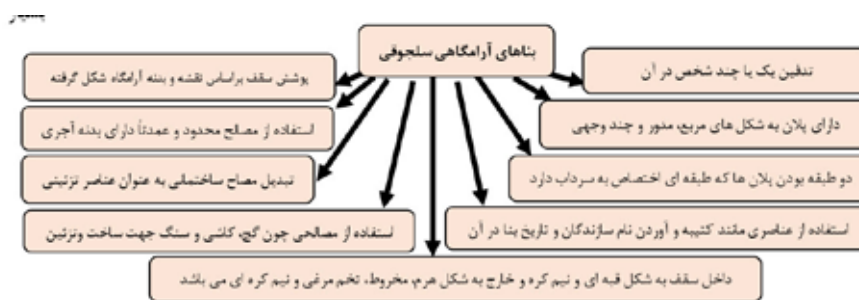 بناهای آرامگاهی سلجوقی
تدفین یک یا چند شخص در آن
پوشش سقف براساس نقشه و بدنه آرامگاه شکل گرفته
دارای پلان به شکل های مربع، مدور و چند وجهی
استفاده از مصالح محدود و عمدتاً دارای بدنه آجری
دو طبقه بودن پلان ها که طبقه ای اختصاص به سرداب دارد
تبدیل مصاح ساختمانی به عنوان عناصر تزئینی
استفاده از عناصری مانند کتیبه و آوردن نام سازندگان و تاریخ بنا در آن
استفاده از مصالحی چون گچ، کاشی و سنگ جهت ساخت وتزئین
داخل سقف به شکل قبه ای و نیم کره و خارج به شکل هرم، مخروط، تخم مرغی و نیم کره ای می باشد